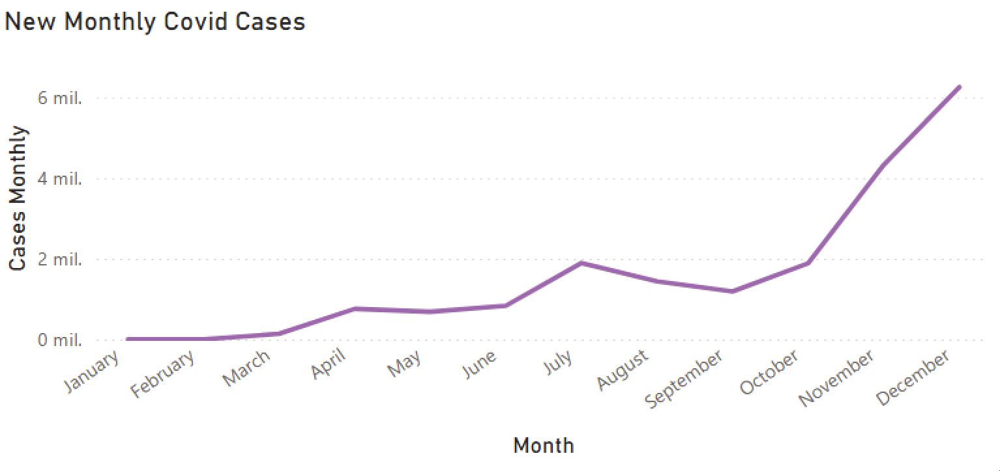 New Monthly Covid Cases
Cases Monthly
6 mil.
4 mil.
2 mil.
0 mil.
January
February
March
April
May
June
July
August
September
October
November
December
Month